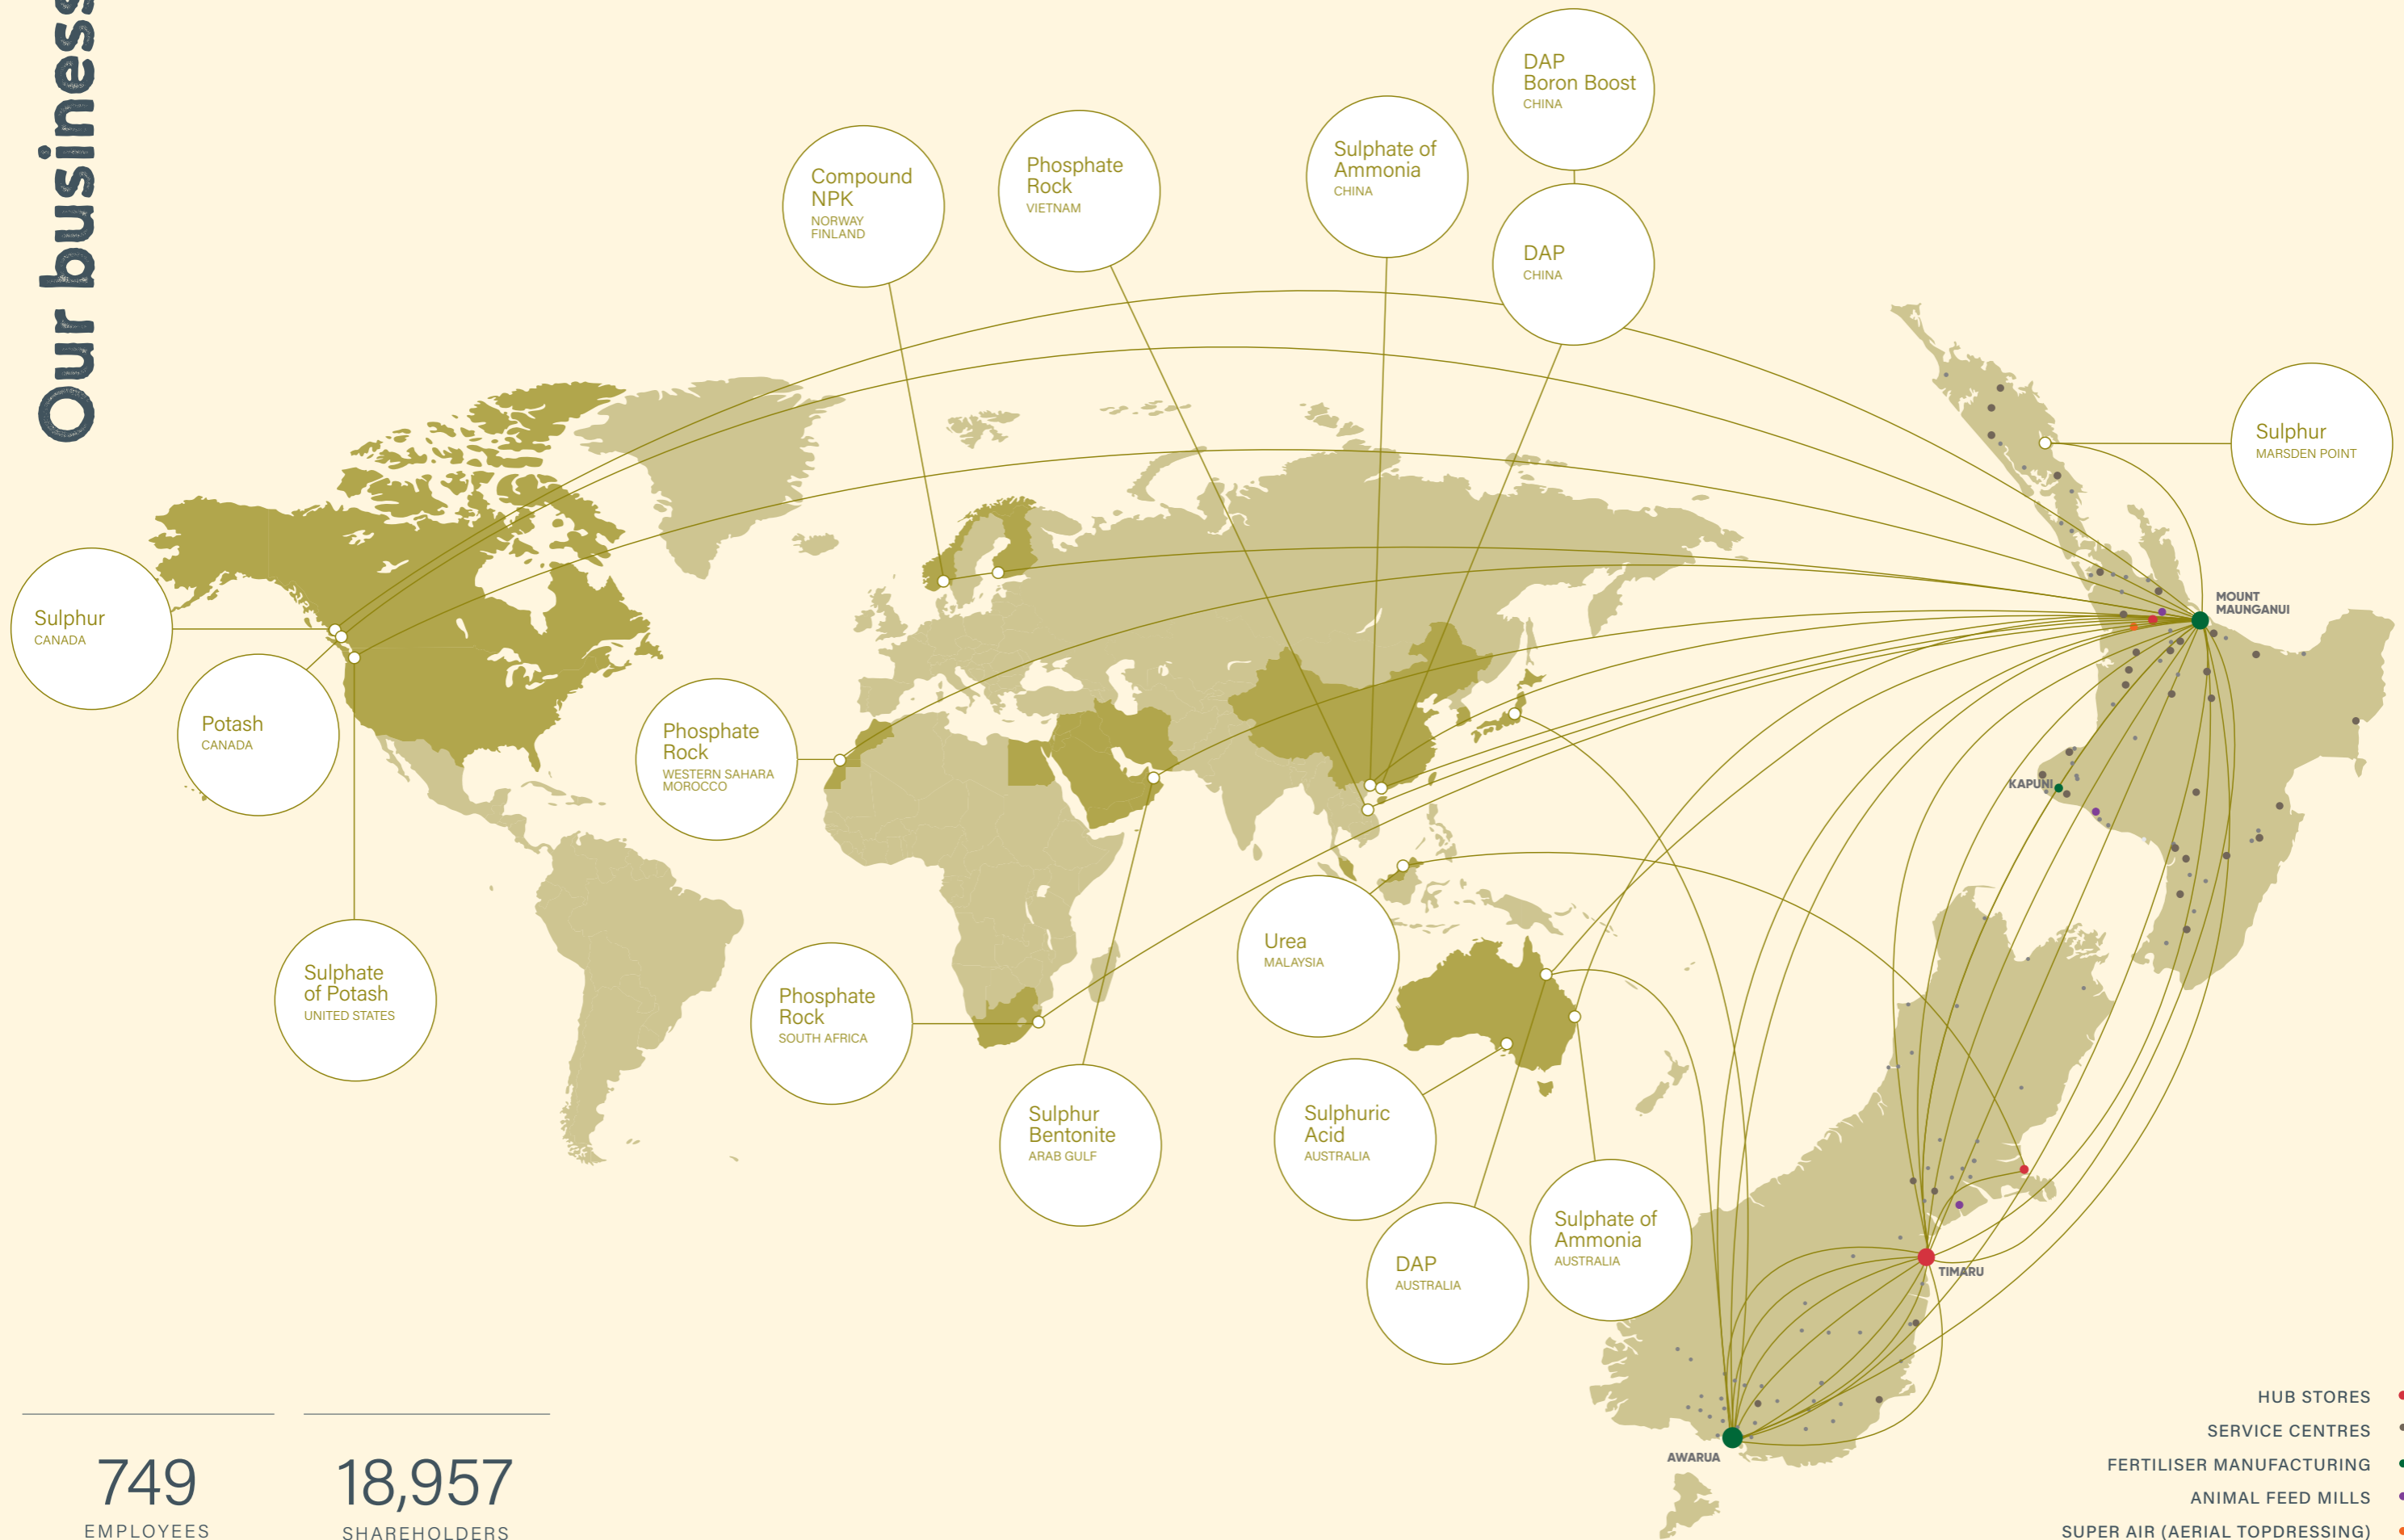 Our business
DAP
Boron Boost
CHINA
Sulphate of
Ammonia
CHINA
Phosphate
Rock
VIETNAM
Compound
NPK
NORWAY
FINLAND
DAP
CHINA
Sulphur
MARSDEN POINT
Sulphur
CANADA
MOUNT
MAUNGANUI
Potash
CANADA
Phosphate
Rock
WESTERN SAHARA
MOROCCO
KAPUNI
Sulphate
of Potash
UNITED STATES
Phosphate
Rock
SOUTH AFRICA
Urea
MALAYSIA
Sulphur
Bentonite
ARAB GULF
Sulphuric
Acid
AUSTRALIA
Sulphate of
Ammonia
AUSTRALIA
DAP
AUSTRALIA
TIMARU
AWARUA
749
EMPLOYEES
18,957
SHAREHOLDERS
HUB STORES
SERVICE CENTRES
FERTILISER MANUFACTURING
ANIMAL FEED MILLS
SUPER AIR (AERIAL TOPDRESSING)